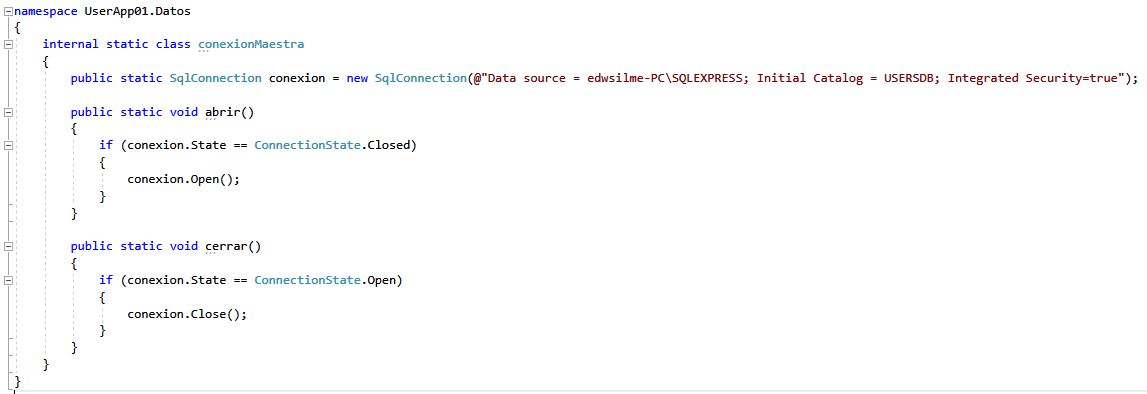 namespace UserApp01.Datos
{
    internal static class conexionMaestra
    {
        public static SqlConnection conexion = new SqlConnection(@"Data source = edwsilme-PC\SQLEXPRESS; Initial Catalog = USERSDB; Integrated Security=true");

        public static void abrir()
        {
            if (conexion.State == ConnectionState.Closed)
            {
                conexion.Open();
            }
        }

        public static void cerrar()
        {
            if (conexion.State == ConnectionState.Open)
            {
                conexion.Close();
            }
        }
    }
}